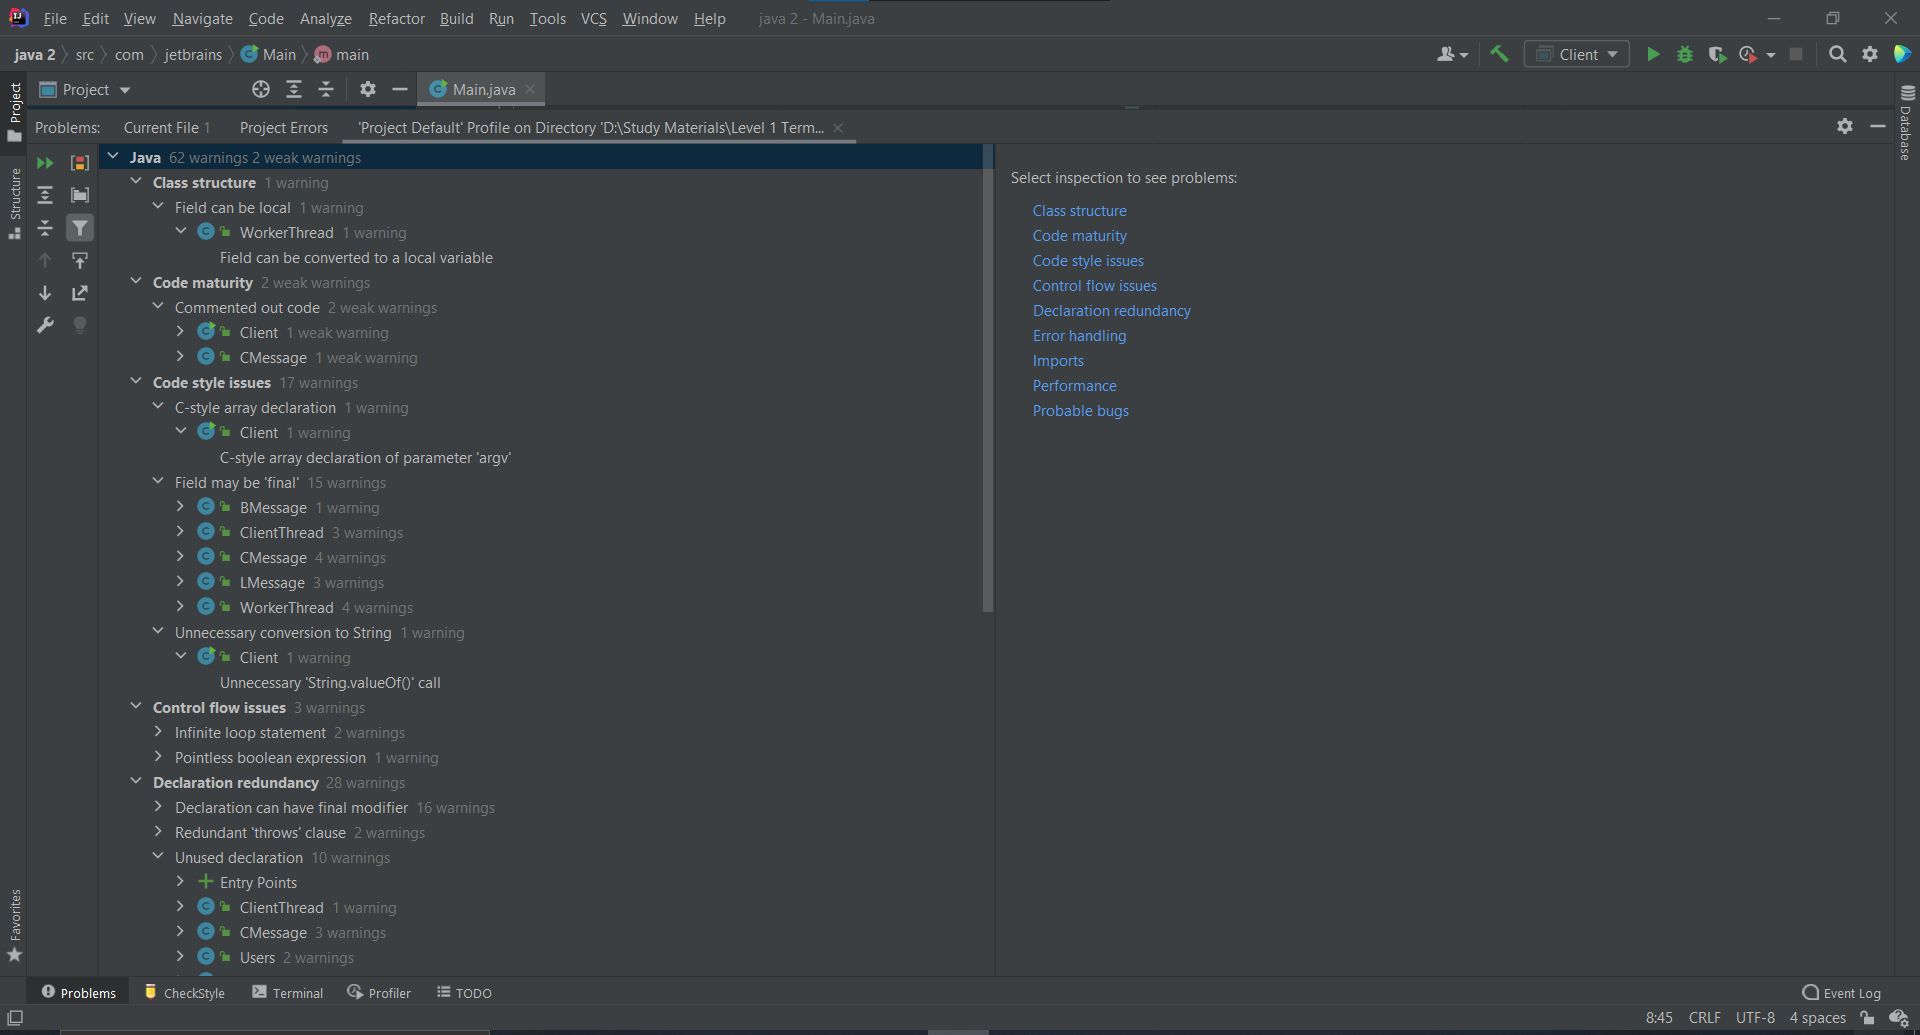 File Edit View Navigate Code Analyze Refactor Build Run Tools VCS Window Help java 2 - Main.java
java 2 src com jetbrains Main main Client
Project Project Main.java
Problems: Current File 1 Project Errors 'Project Default' Profile on Directory 'D:\Study Materials\Level 1 Term...
Database
Structure
Java 62 warnings 2 weak warnings
Class structure 1 warning
Field can be local 1 warning
WorkerThread 1 warning
Field can be converted to a local variable
Code maturity 2 weak warnings
Commented out code 2 weak warnings
Client 1 weak warning
CMessage 1 weak warning
Code style issues 17 warnings
C-style array declaration 1 warning
Client 1 warning
C-style array declaration of parameter 'argv'
Field may be 'final' 15 warnings
BMessage 1 warning
ClientThread 3 warnings
CMessage 4 warnings
LMessage 3 warnings
WorkerThread 4 warnings
Unnecessary conversion to String 1 warning
Client 1 warning
Unnecessary 'String.valueOf()' call
Control flow issues 3 warnings
Infinite loop statement 2 warnings
Pointless boolean expression 1 warning
Declaration redundancy 28 warnings
Declaration can have final modifier 16 warnings
Redundant 'throws' clause 2 warnings
Unused declaration 10 warnings
Entry Points
ClientThread 1 warning
CMessage 3 warnings
Users 2 warnings
Select inspection to see problems:
Class structure
Code maturity
Code style issues
Control flow issues
Declaration redundancy
Error handling
Imports
Performance
Probable bugs
Favorites
Problems CheckStyle Terminal Profiler TODO Event Log
8:45 CRLF UTF-8 4 spaces